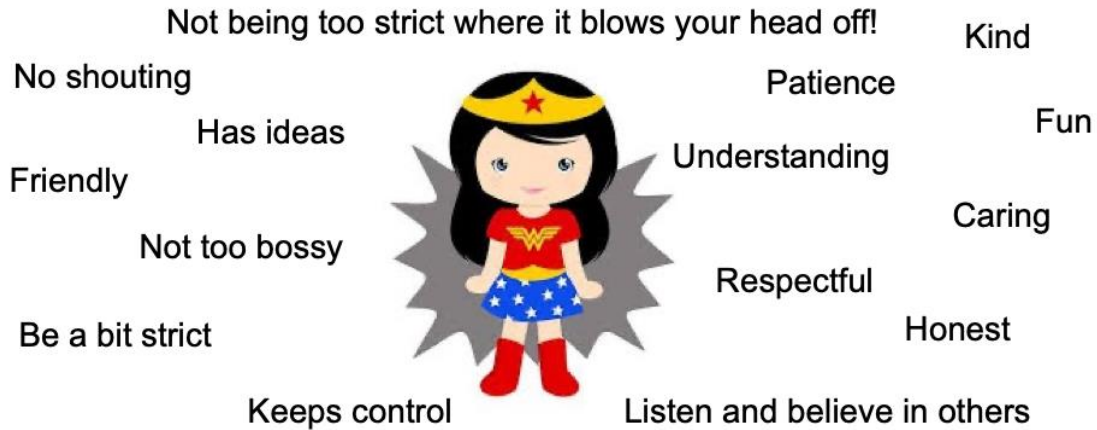 Not being too strict where it blows your head off!
Kind
No shouting
Patience
Has ideas
Fun
Understanding
Friendly
Caring
Not too bossy
Respectful
Be a bit strict
Honest
Keeps control
Listen and believe in others